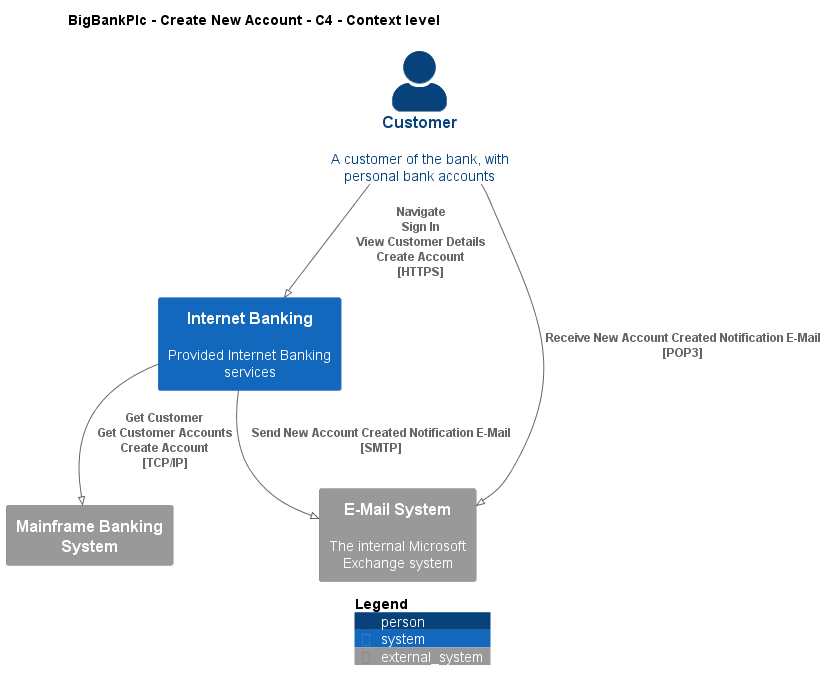 BigBankPlc - Create New Account - C4 - Context level
Customer
A customer of the bank, with
personal bank accounts
Navigate
Sign In
View Customer Details
Create Account
[HTTPS]
Internet Banking
Provided Internet Banking
services
Receive New Account Created Notification E-Mail
[POP3]
Get Customer
Get Customer Accounts
Create Account
[TCP/IP]
Send New Account Created Notification E-Mail
[SMTP]
Mainframe Banking
System
E-Mail System
The internal Microsoft
Exchange system
Legend
person
system
external_system